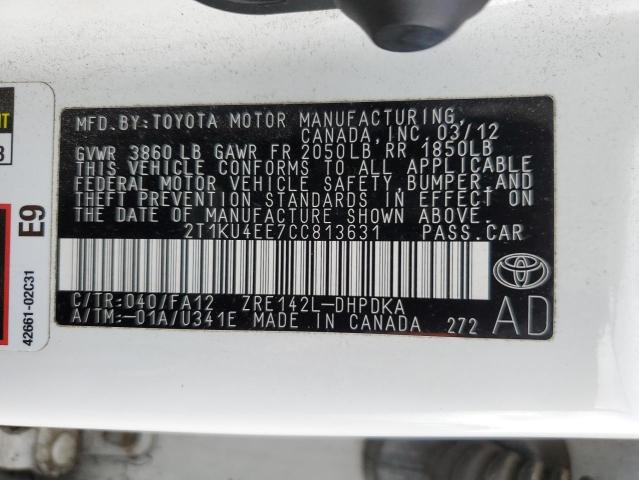 MFD. BY: TOYOTA MOTOR MANUFACTURING,
CANADA, INC. 03/12
GVWR 3860 LB GAWR FR 2050LB RR 1850LB
THIS VEHICLE CONFORMS TO ALL APPLICABLE
FEDERAL MOTOR VEHICLE SAFETY, BUMPER, AND
THEFT PREVENTION STANDARDS IN EFFECT ON
THE DATE OF MANUFACTURE SHOWN ABOVE.
2T1KU4EE7CC813631 PASS.CAR
C/TR: 040/FA12 ZRE142L-DHPDKA
A/TM: -01A/U341E MADE IN CANADA 272
AD
E9
42661-02C31